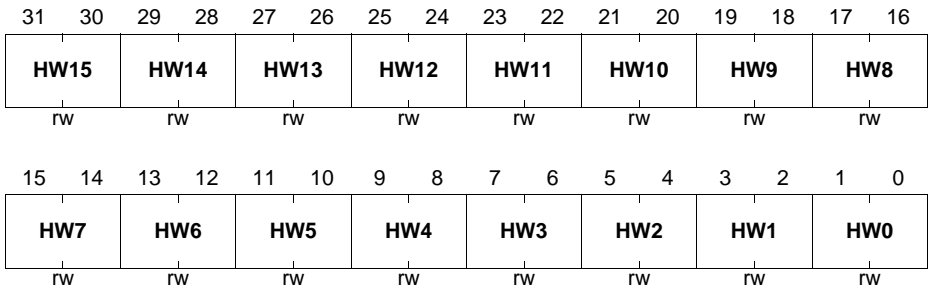 31 30 29 28 27 26 25 24 23 22 21 20 19 18 17 16
HW15 HW14 HW13 HW12 HW11 HW10 HW9 HW8
rw rw rw rw rw rw rw rw
15 14 13 12 11 10 9 8 7 6 5 4 3 2 1 0
HW7 HW6 HW5 HW4 HW3 HW2 HW1 HW0
rw rw rw rw rw rw rw rw